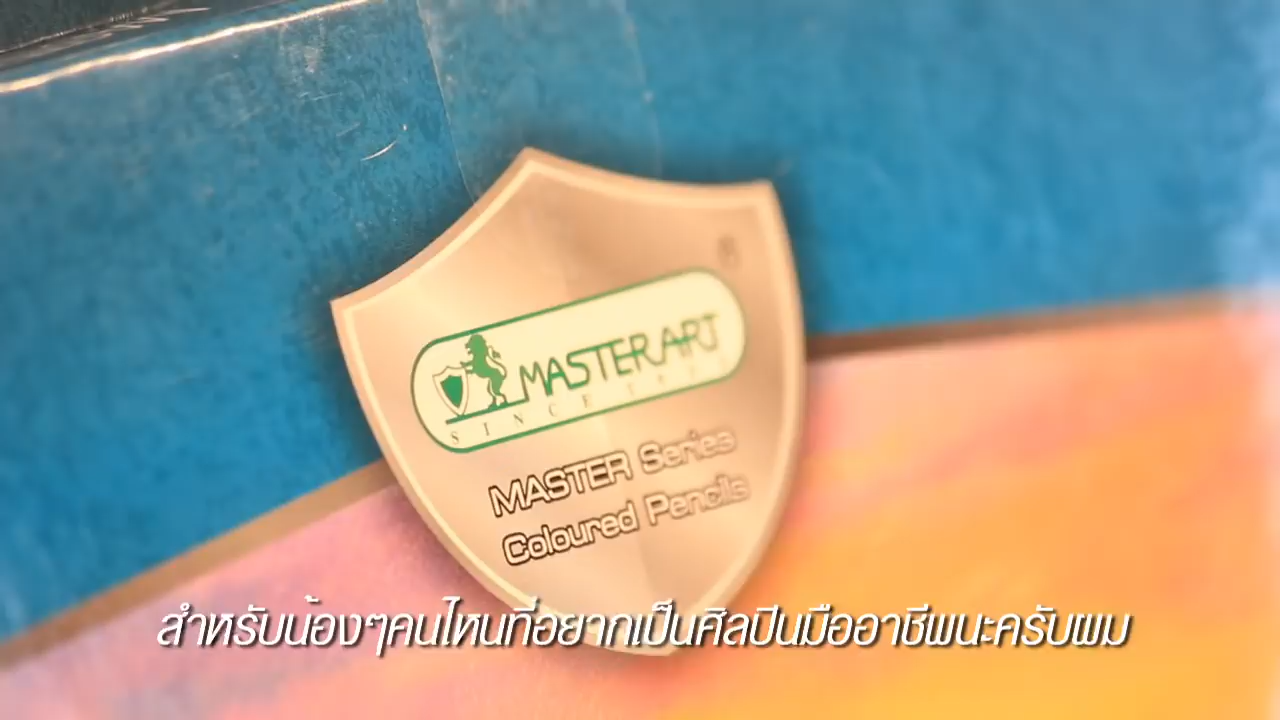 MASTERART
SINCE
MASTER Series
Coloured Pencils
สำหรับน้องๆคนไหนที่อยากเป็นศิลปินมืออาชีพนะครับผม